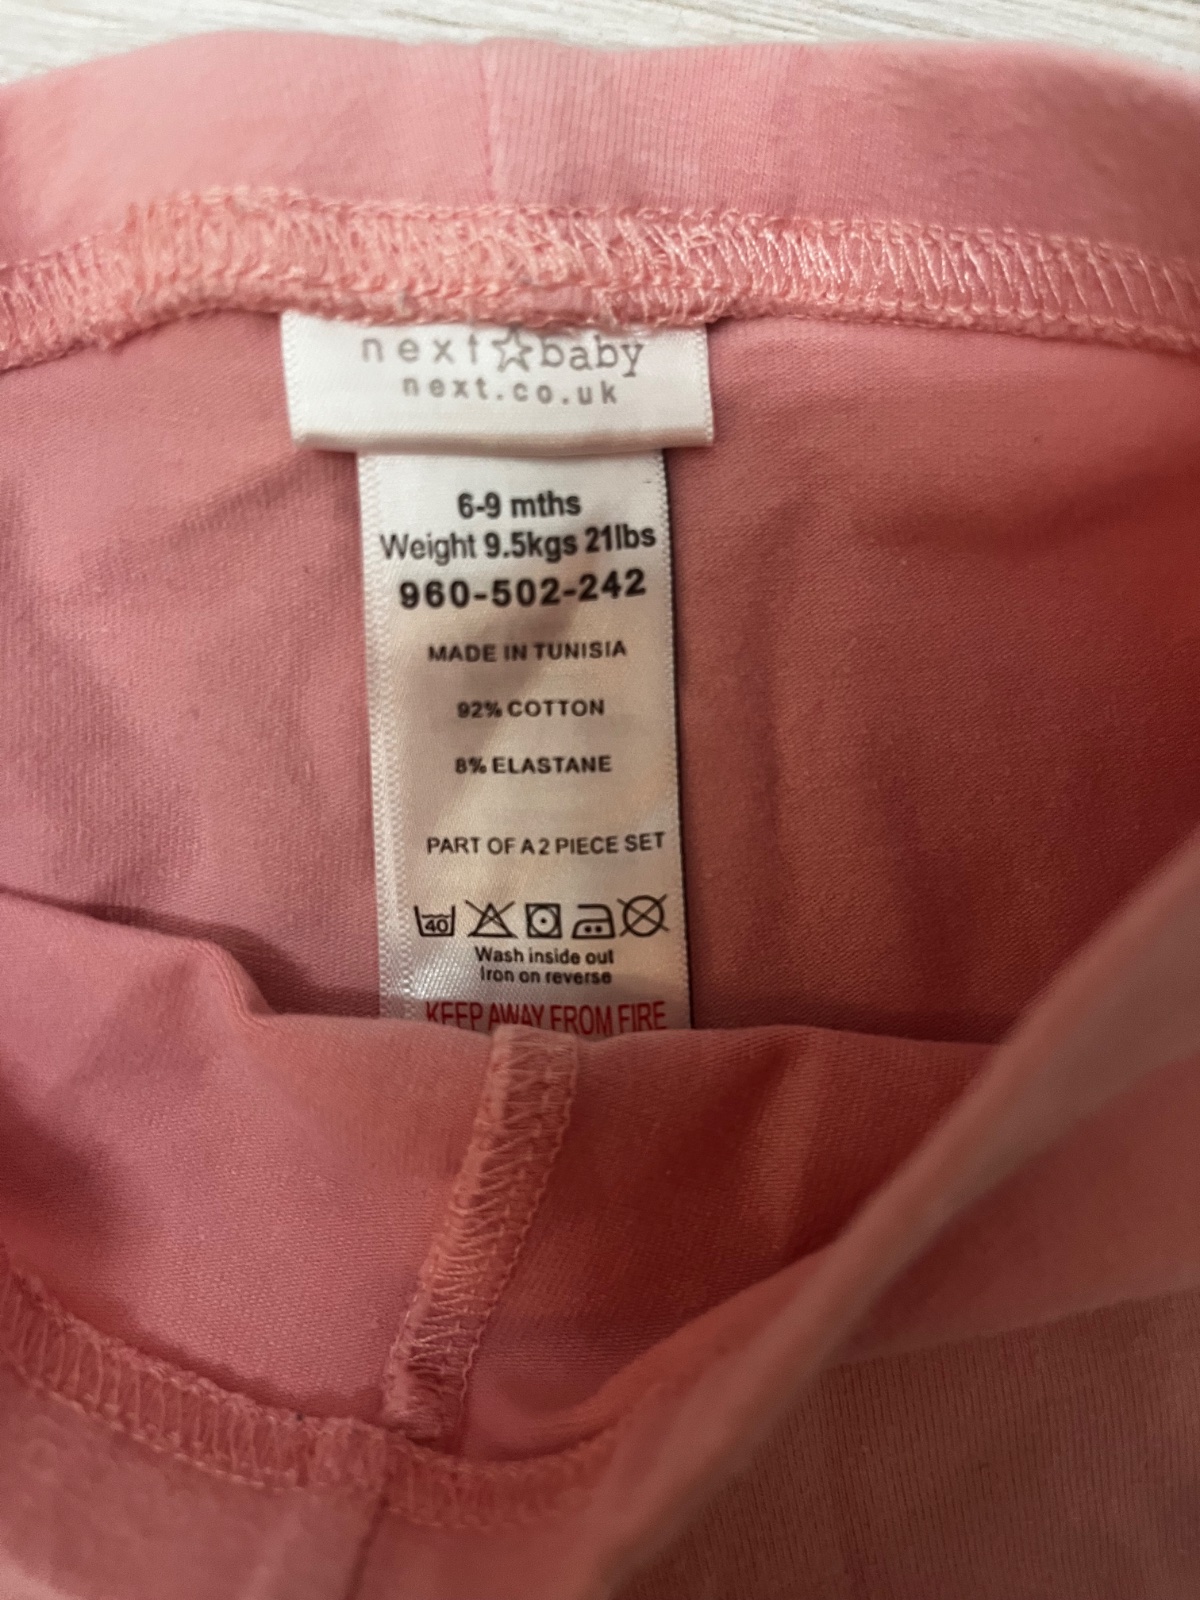 next☆baby
next.co.uk
6-9 mths
Weight 9.5kgs 21lbs
960-502-242
MADE IN TUNISIA
92% COTTON
8% ELASTANE
PART OF A 2 PIECE SET
40
Wash inside out
Iron on reverse
KEEP AWAY FROM FIRE